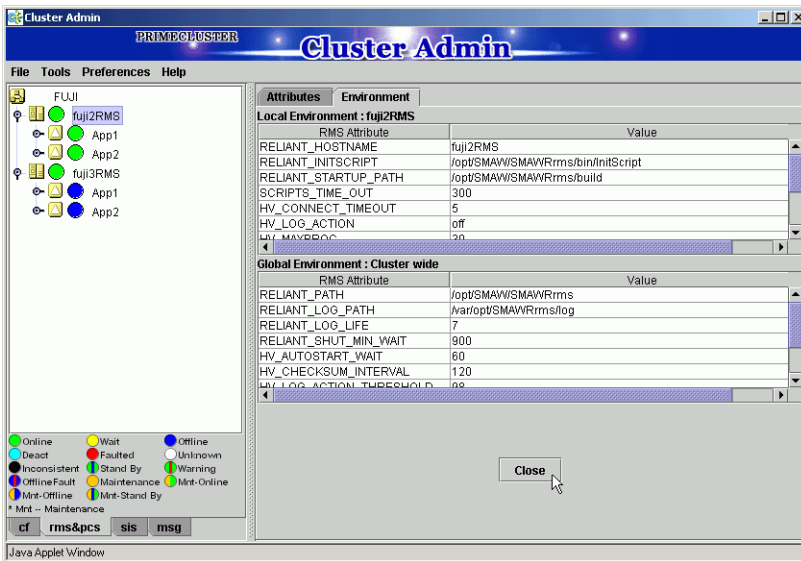 Cluster Admin
PRIMECLUSTER
Cluster Admin
File Tools Preferences Help
FUJI
fuji2RMS
App1
App2
fuji3RMS
App1
App2
Attributes Environment
Local Environment : fuji2RMS
RMS Attribute Value
RELIANT_HOSTNAME fuji2RMS
RELIANT_INITSCRIPT /opt/SMAW/SMAWRrms/bin/InitScript
RELIANT_STARTUP_PATH /opt/SMAW/SMAWRrms/build
SCRIPTS_TIME_OUT 300
HV_CONNECT_TIMEOUT 5
HV_LOG_ACTION off
HV_MAXPROC 30
Global Environment : Cluster wide
RMS Attribute Value
RELIANT_PATH /opt/SMAW/SMAWRrms
RELIANT_LOG_PATH /var/opt/SMAWRrms/log
RELIANT_LOG_LIFE 7
RELIANT_SHUT_MIN_WAIT 900
HV_AUTOSTART_WAIT 60
HV_CHECKSUM_INTERVAL 120
HV_LOG_ACTION_THRESHOLD 98
Close
Online Wait Offline
Deact Faulted Unknown
Inconsistent Stand By Warning
OfflineFault Maintenance Mnt-Online
Mnt-Offline Mnt-Stand By
* Mnt -- Maintenance
cf rms&pcs sis msg
Java Applet Window